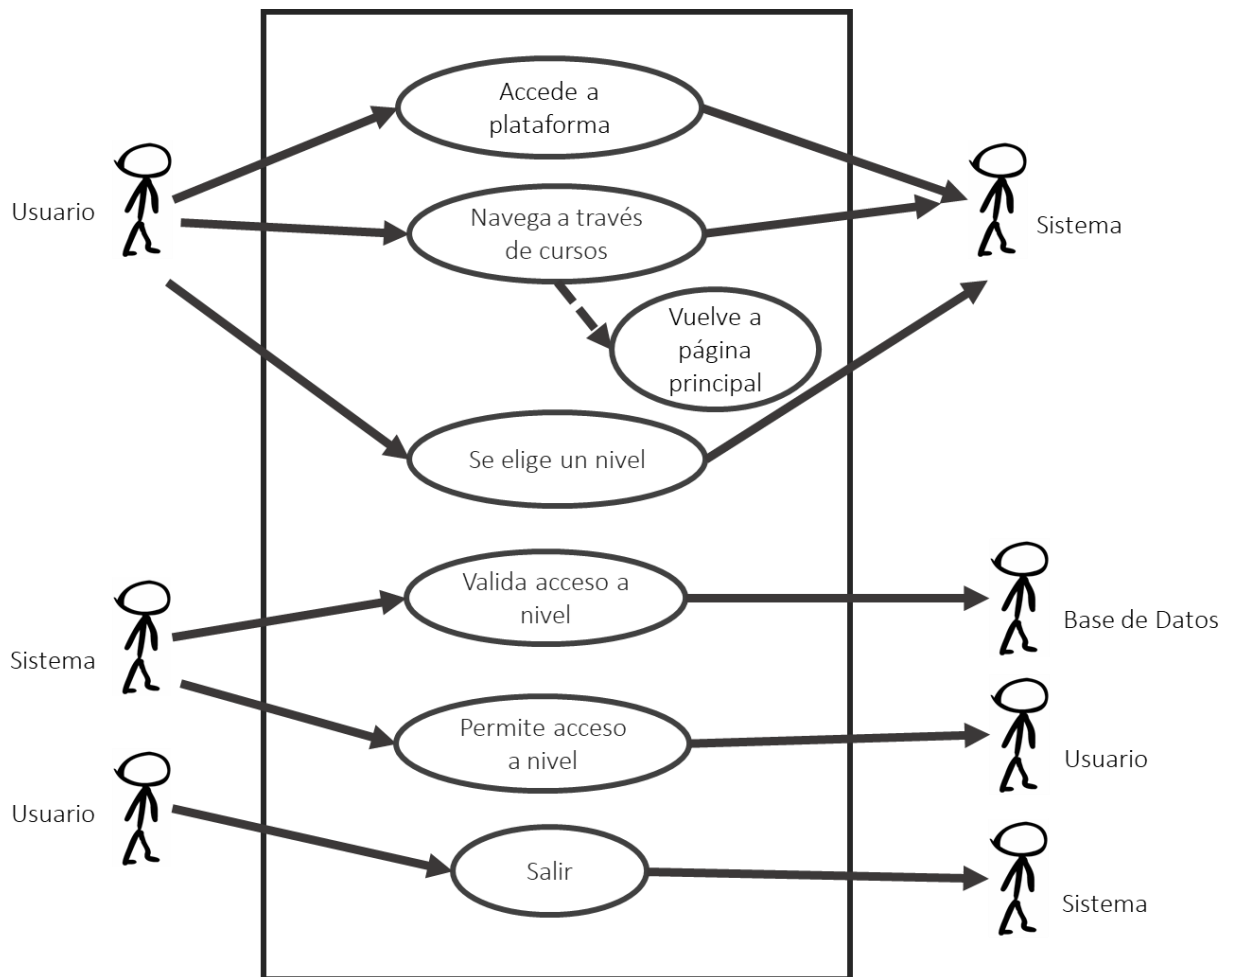 Accede a
plataforma
Usuario
Navega a través
de cursos
Sistema
Vuelve a
página
principal
Se elige un nivel
Valida acceso a
nivel
Base de Datos
Sistema
Permite acceso
a nivel
Usuario
Usuario
Salir
Sistema